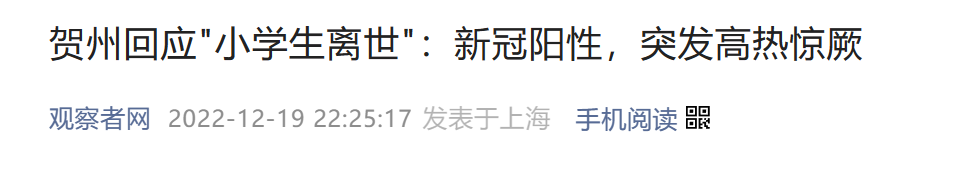 贺州回应"小学生离世"：新冠阳性，突发高热惊厥
观察者网 2022-12-19 22:25:17 发表于上海 手机阅读